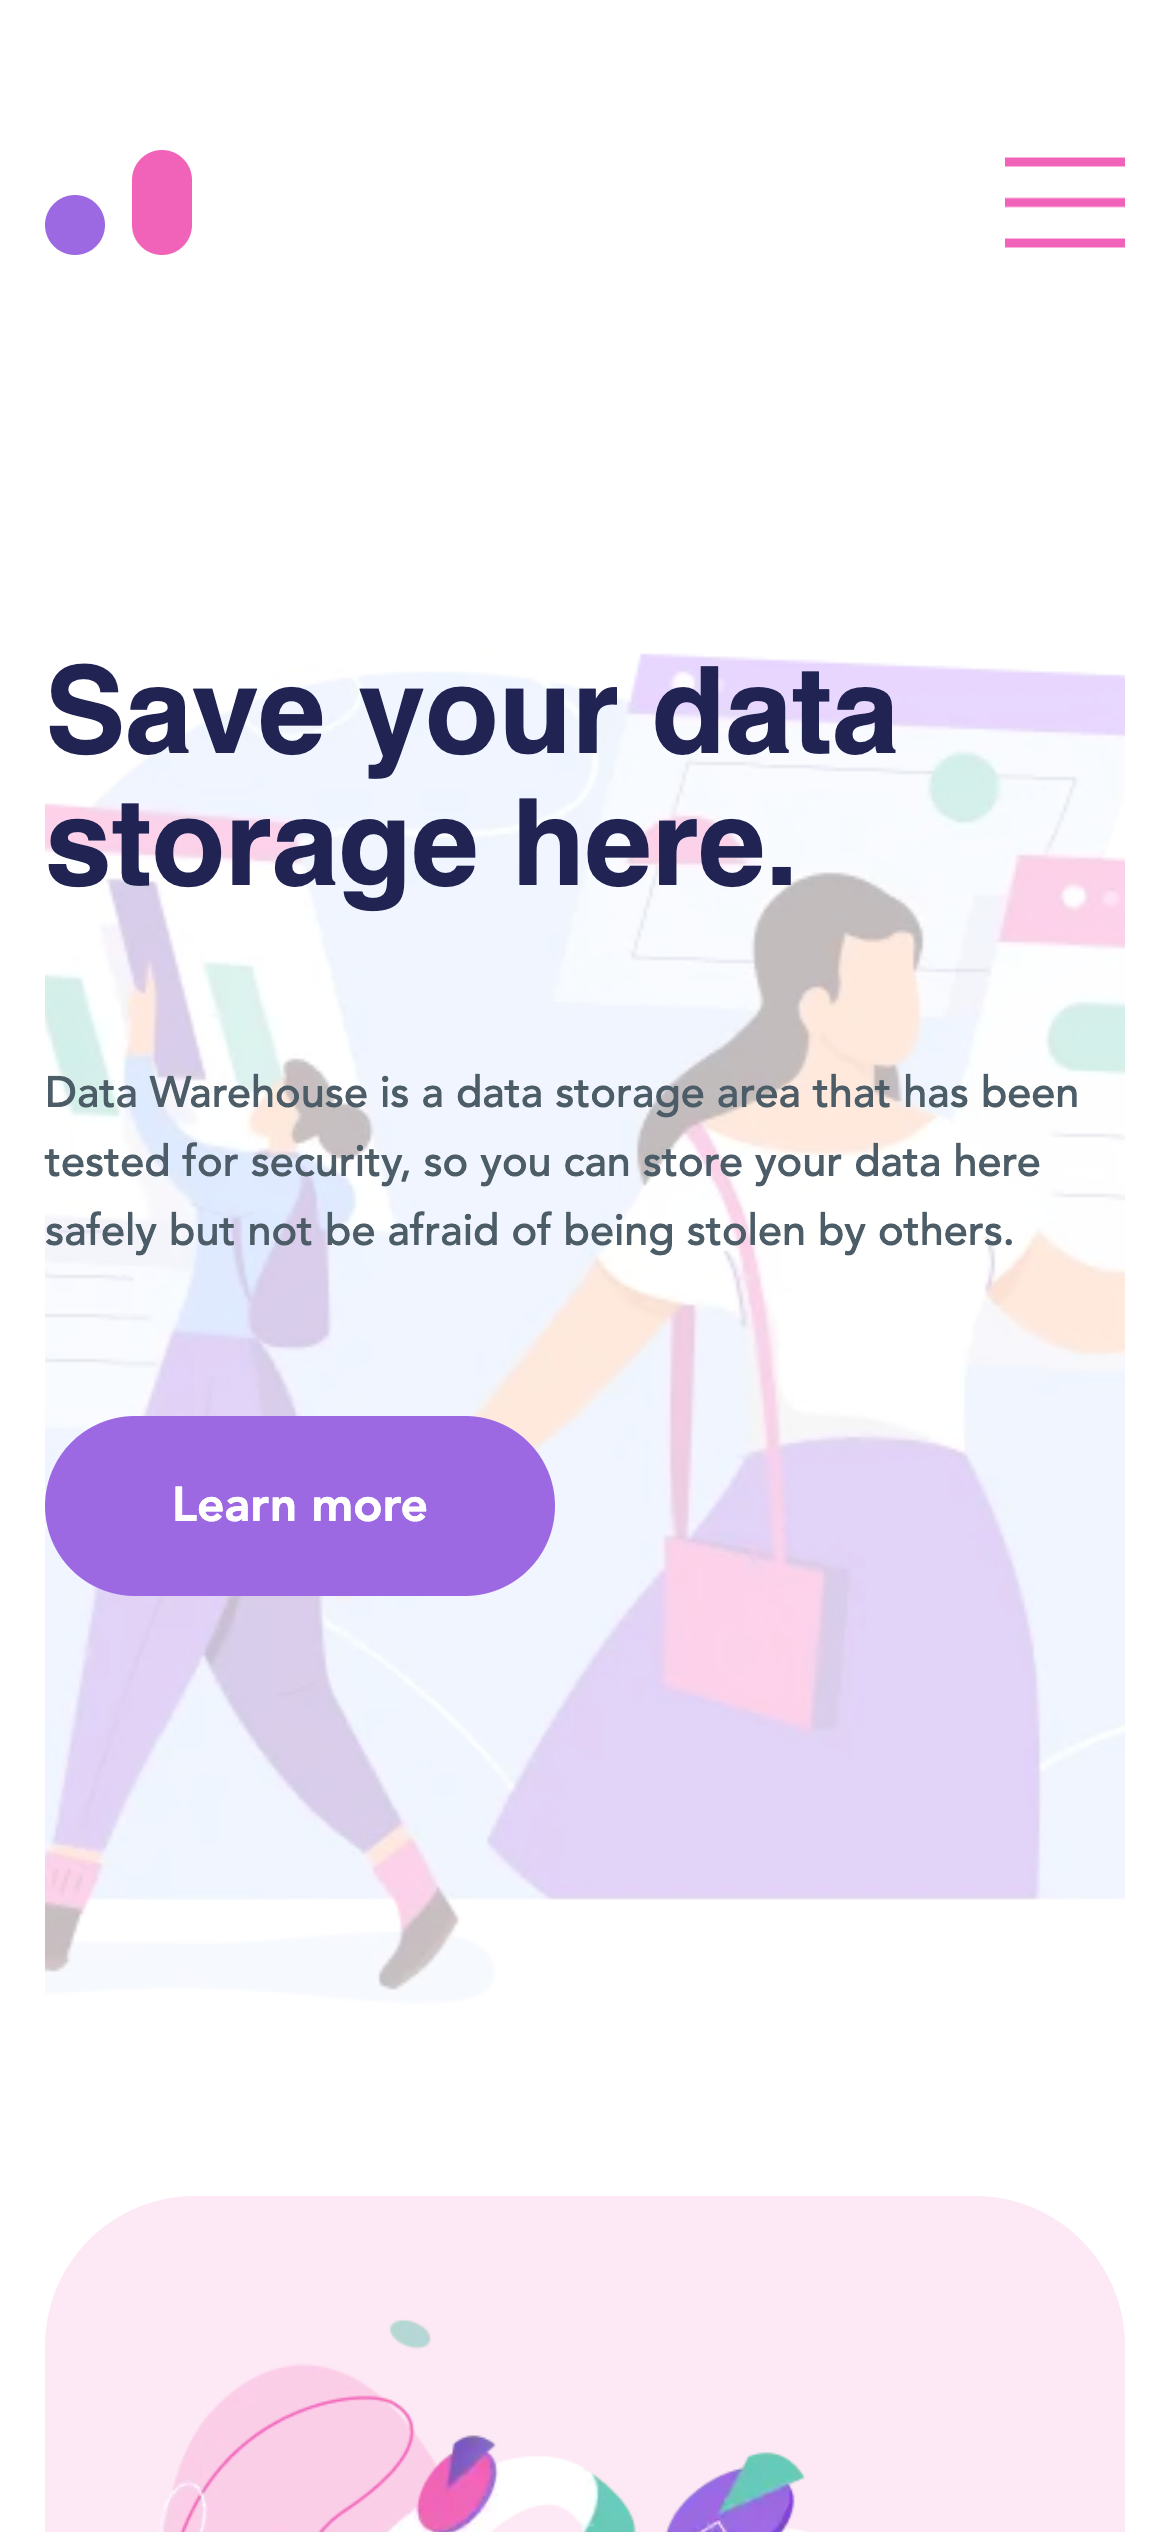 Save your data
storage here.
Data Warehouse is a data storage area that has been
tested for security, so you can store your data here
safely but not be afraid of being stolen by others.
Learn more